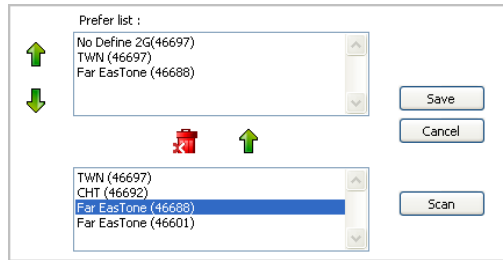 Prefer list :
No Define 2G(46697)
TWN (46697)
Far EasTone (46688)
Save
Cancel
TWN (46697)
CHT (46692)
Far EasTone (46688)
Far EasTone (46601)
Scan